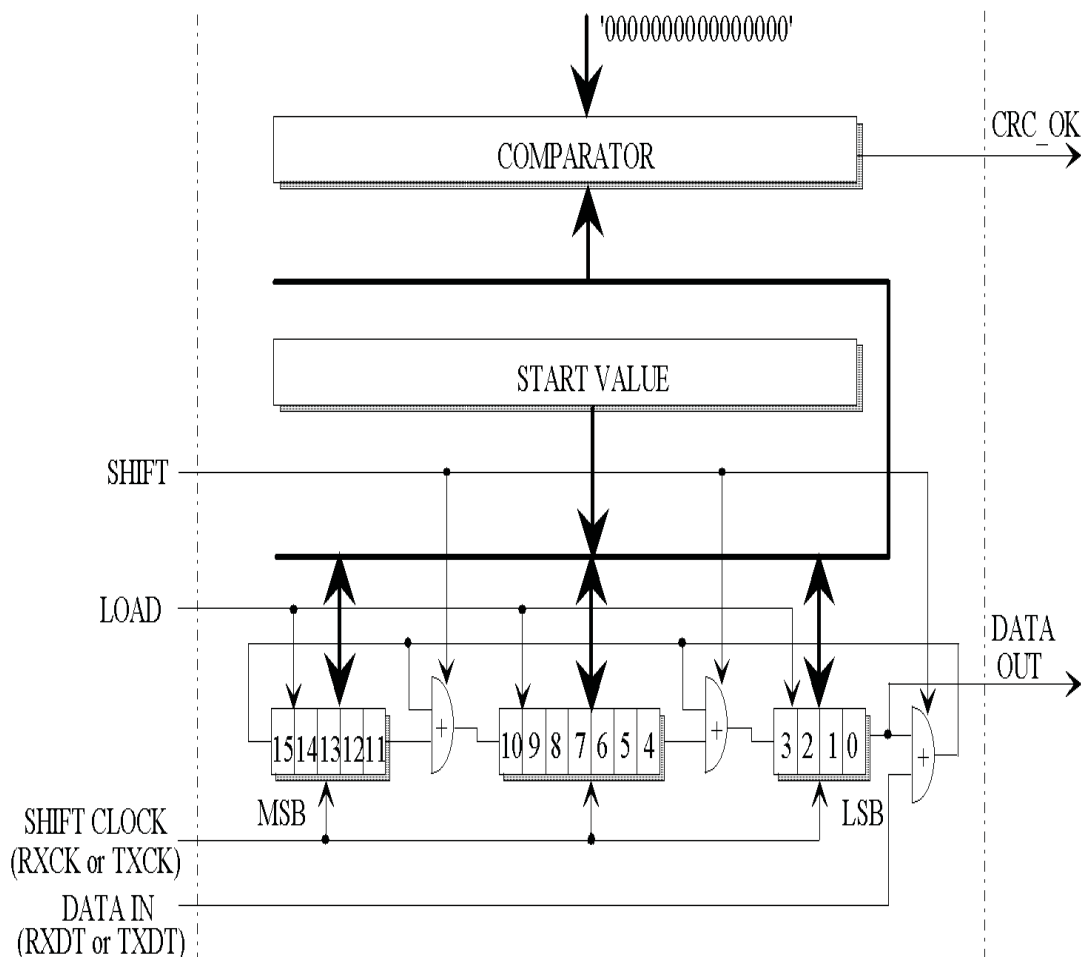 '0000000000000000'
CRC_OK
COMPARATOR
START VALUE
SHIFT
LOAD
DATA
OUT
15 14 13 12 11
+
10 9 8 7 6 5 4
+
3 2 1 0
+
MSB
LSB
SHIFT CLOCK
(RXCK or TXCK)
DATA IN
(RXDT or TXDT)